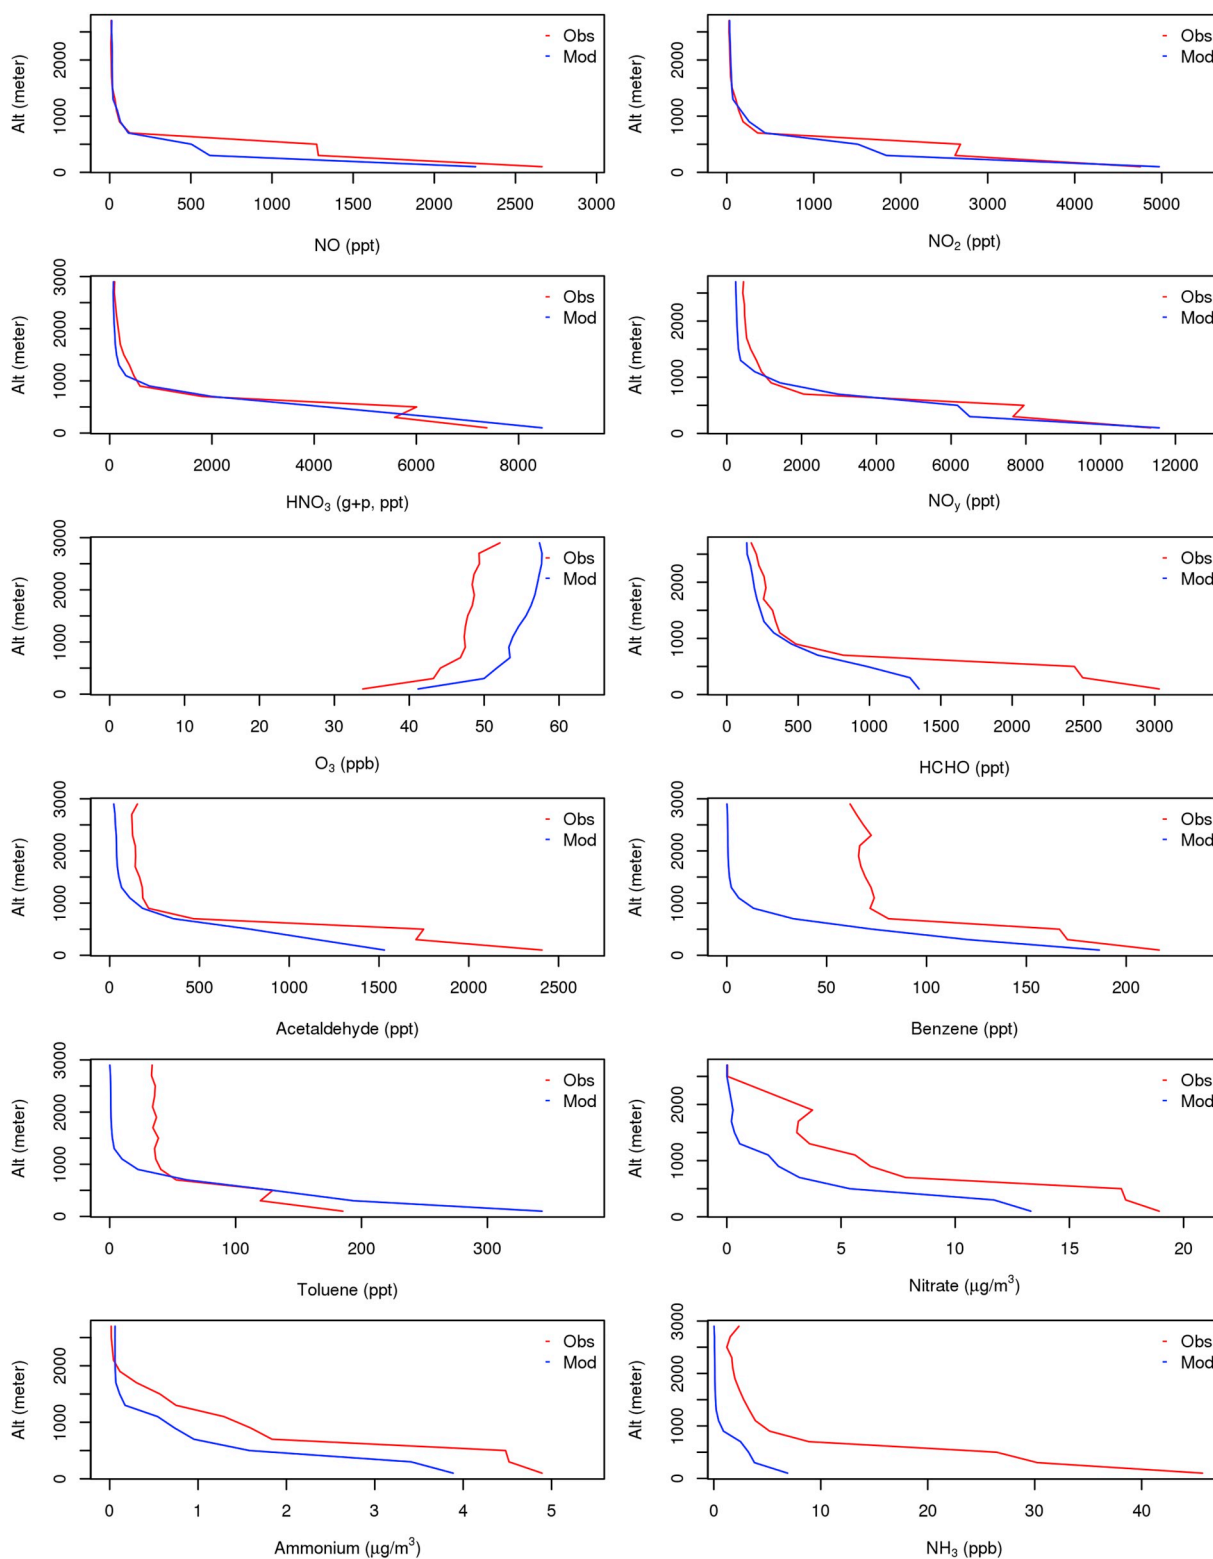 Alt (meter)
0 1000 2000
Obs
Mod
0 500 1000 1500 2000 2500 3000
NO (ppt)
Alt (meter)
0 1000 2000
Obs
Mod
0 1000 2000 3000 4000 5000
NO₂ (ppt)
Alt (meter)
0 1000 2000 3000
Obs
Mod
0 2000 4000 6000 8000
HNO₃ (g+p, ppt)
Alt (meter)
0 1000 2000
Obs
Mod
0 2000 4000 6000 8000 10000 12000
NOy (ppt)
Alt (meter)
0 1000 2000 3000
Obs
Mod
0 10 20 30 40 50 60
O₃ (ppb)
Alt (meter)
0 1000 2000
Obs
Mod
0 500 1000 1500 2000 2500 3000
HCHO (ppt)
Alt (meter)
0 1000 2000 3000
Obs
Mod
0 500 1000 1500 2000 2500
Acetaldehyde (ppt)
Alt (meter)
0 1000 2000 3000
Obs
Mod
0 50 100 150 200
Benzene (ppt)
Alt (meter)
0 1000 2000 3000
Obs
Mod
0 100 200 300
Toluene (ppt)
Alt (meter)
0 1000 2000
Obs
Mod
0 5 10 15 20
Nitrate (μg/m³)
Alt (meter)
0 1000 2000
Obs
Mod
0 1 2 3 4 5
Ammonium (μg/m³)
Alt (meter)
0 1000 2000 3000
Obs
Mod
0 10 20 30 40
NH₃ (ppb)